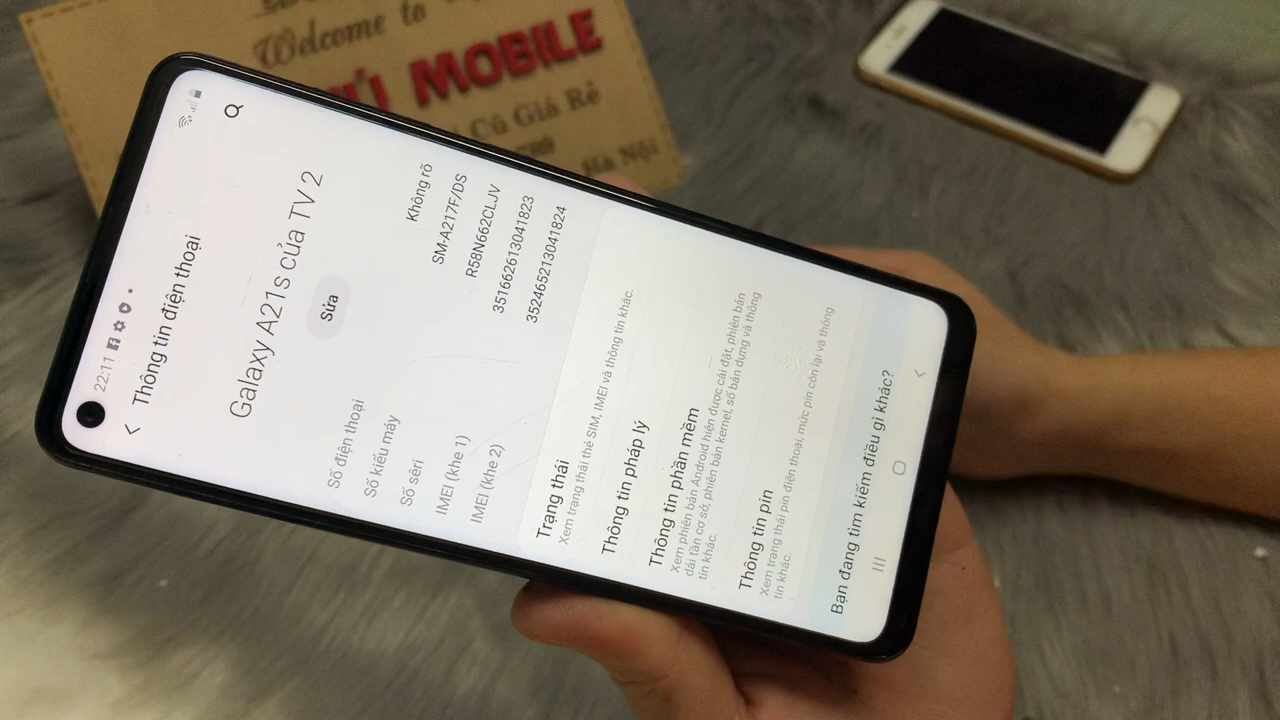 Welcome to
MOBILE
Cũ Giá Rẻ
Hà Nội
22:11
Thông tin điện thoại
Galaxy A21s của TV 2
Sửa
Số điện thoại Không rõ
Số kiểu máy SM-A217F/DS
Số sêri R58N662CLJV
IMEI (khe 1) 351662613041823
IMEI (khe 2) 352465213041824
Trạng thái
Xem trạng thái thẻ SIM, IMEI và thông tin khác.
Thông tin pháp lý
Thông tin phần mềm
Xem phiên bản Android hiện được cài đặt, phiên bản
dải tần cơ sở, phiên bản kernel, số bản dựng và thông
tin khác.
Thông tin pin
Xem trạng thái pin điện thoại, mức pin còn lại và thông
tin khác.
Bạn đang tìm kiếm điều gì khác?